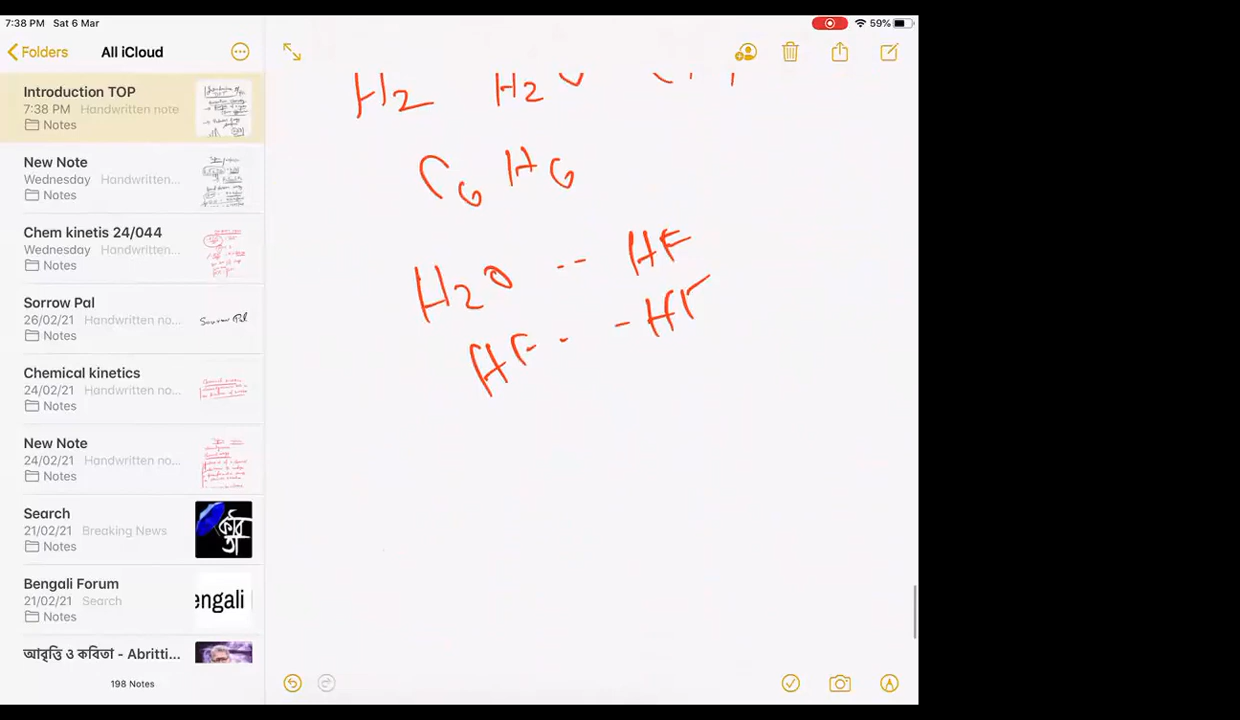 7:38 PM Sat 6 Mar
59%
Folders
All iCloud
Introduction TOP
7:38 PM Handwritten note
Notes
New Note
Wednesday Handwritten...
Notes
Chem kinetis 24/044
Wednesday Handwritten...
Notes
Sorrow Pal
26/02/21 Handwritten no...
Notes
Chemical kinetics
24/02/21 Handwritten no...
Notes
New Note
24/02/21 Handwritten no...
Notes
Search
21/02/21 Breaking News
Notes
কবি
তা
Bengali Forum
21/02/21 Search
Notes
engali
আবৃত্তি ও কবিতা - Abritti...
198 Notes
H2 H2O
C6H6
H2O -- HF
HF - - HF